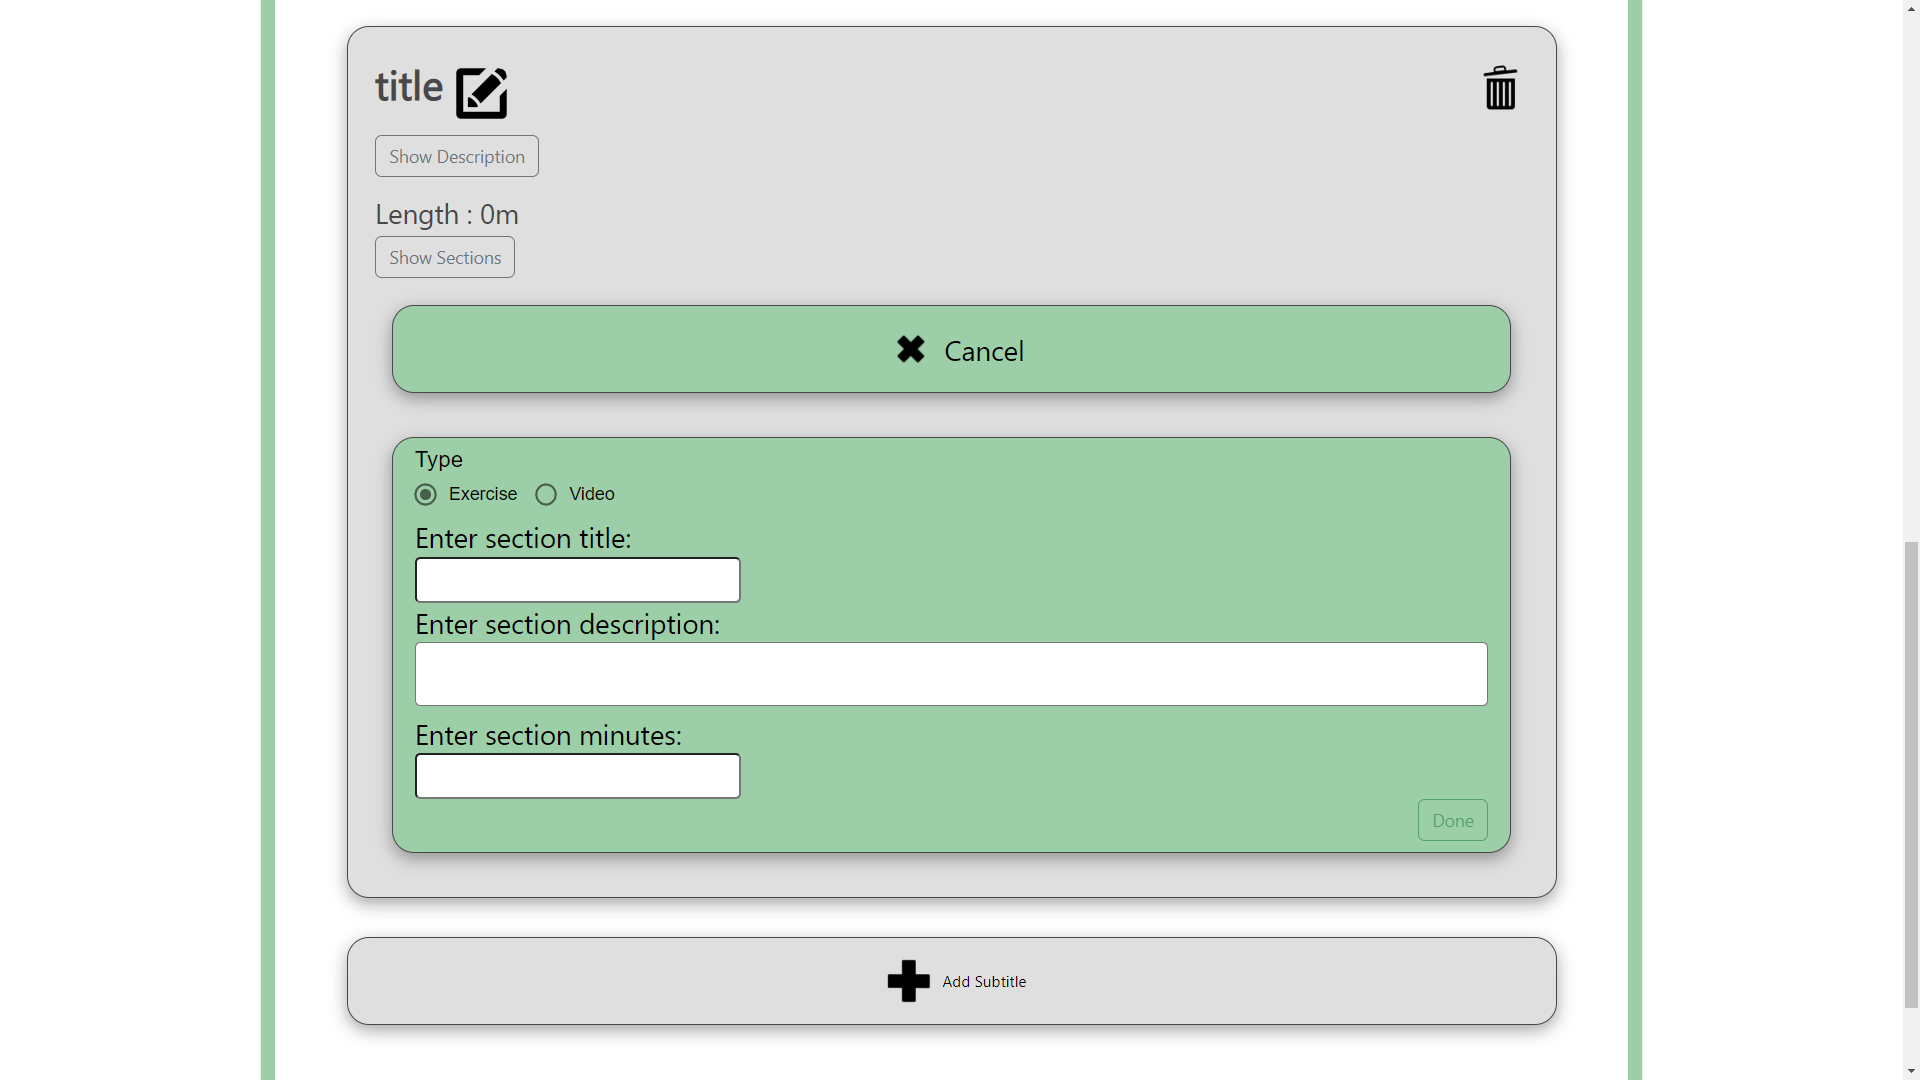 title
Show Description
Length : 0m
Show Sections
Cancel
Type
Exercise Video
Enter section title:
Enter section description:
Enter section minutes:
Done
Add Subtitle